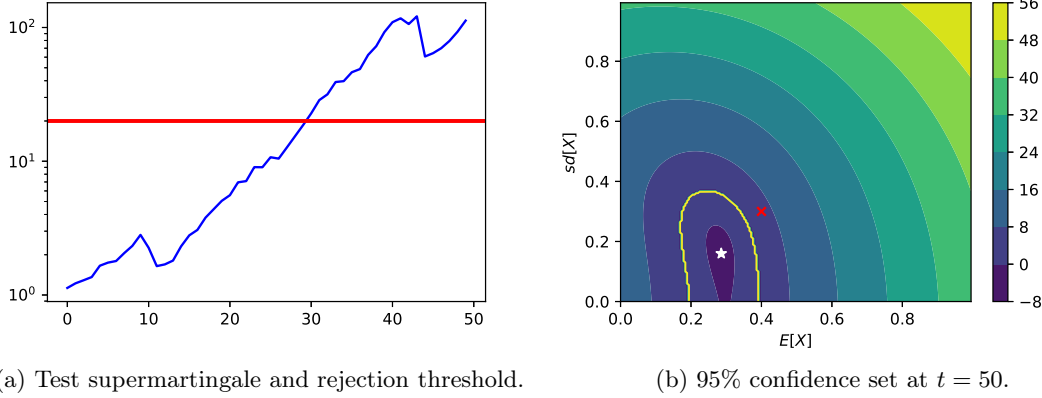 10²
10¹
10⁰
0 10 20 30 40 50
sd[X]
0.8
0.6
0.4
0.2
0.0
0.0 0.2 0.4 0.6 0.8
E[X]
56
48
40
32
24
16
8
0
−8
(a) Test supermartingale and rejection threshold.
(b) 95% confidence set at t = 50.